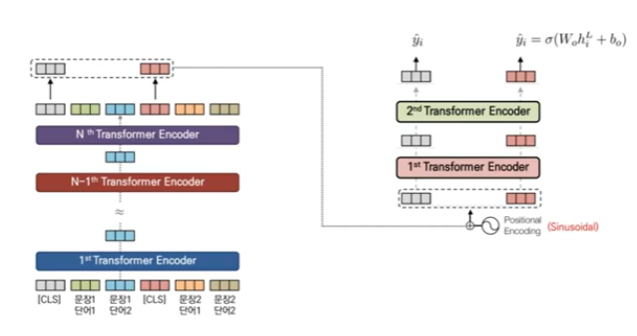 ŷᵢ
ŷᵢ = σ(Wₒhᵢᴸ + bₒ)
N th Transformer Encoder
N-1th Transformer Encoder
≈
1st Transformer Encoder
[CLS]
문장1
단어1
문장1
단어2
[CLS]
문장2
단어1
문장2
단어2
2nd Transformer Encoder
1st Transformer Encoder
Positional
Encoding (Sinusoidal)